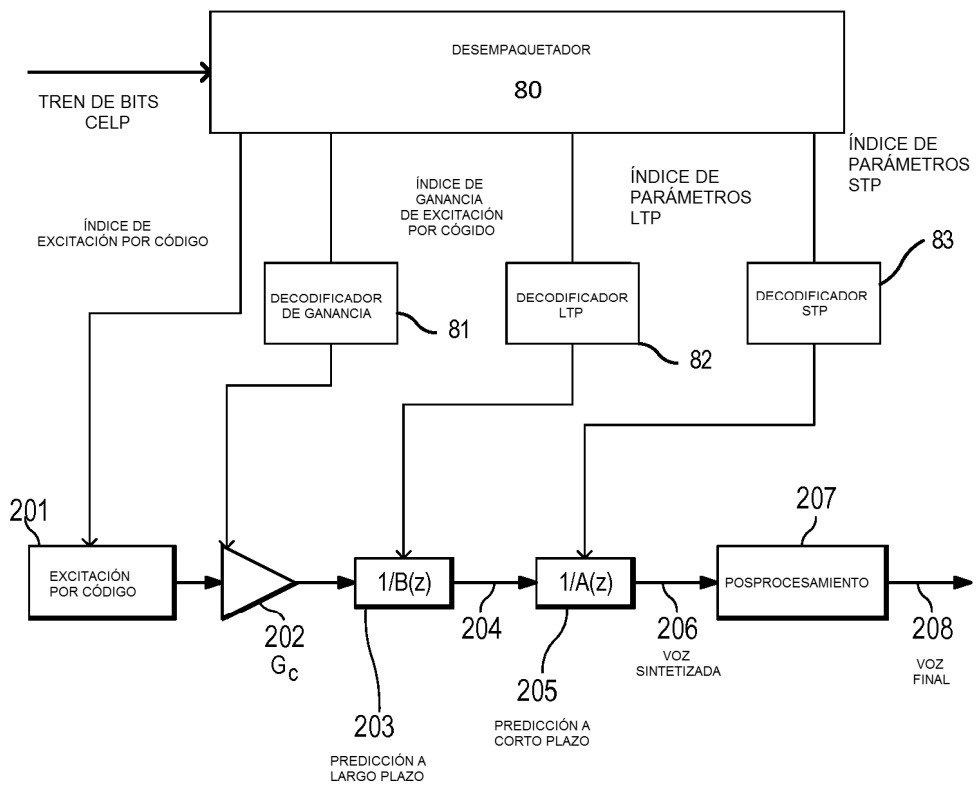 DESEMPAQUETADOR
80
TREN DE BITS
CELP
ÍNDICE DE
EXCITACIÓN POR CÓDIGO
ÍNDICE DE
GANANCIA
DE EXCITACIÓN
POR CÓGIDO
ÍNDICE DE
PARÁMETROS
LTP
ÍNDICE DE
PARÁMETROS
STP
DECODIFICADOR
DE GANANCIA
81
DECODIFICADOR
LTP
82
DECODIFICADOR
STP
83
201
EXCITACIÓN
POR CÓDIGO
202
Gc
1/B(z)
203
PREDICCIÓN A
LARGO PLAZO
204
1/A(z)
205
PREDICCIÓN A
CORTO PLAZO
206
VOZ
SINTETIZADA
207
POSPROCESAMIENTO
208
VOZ
FINAL